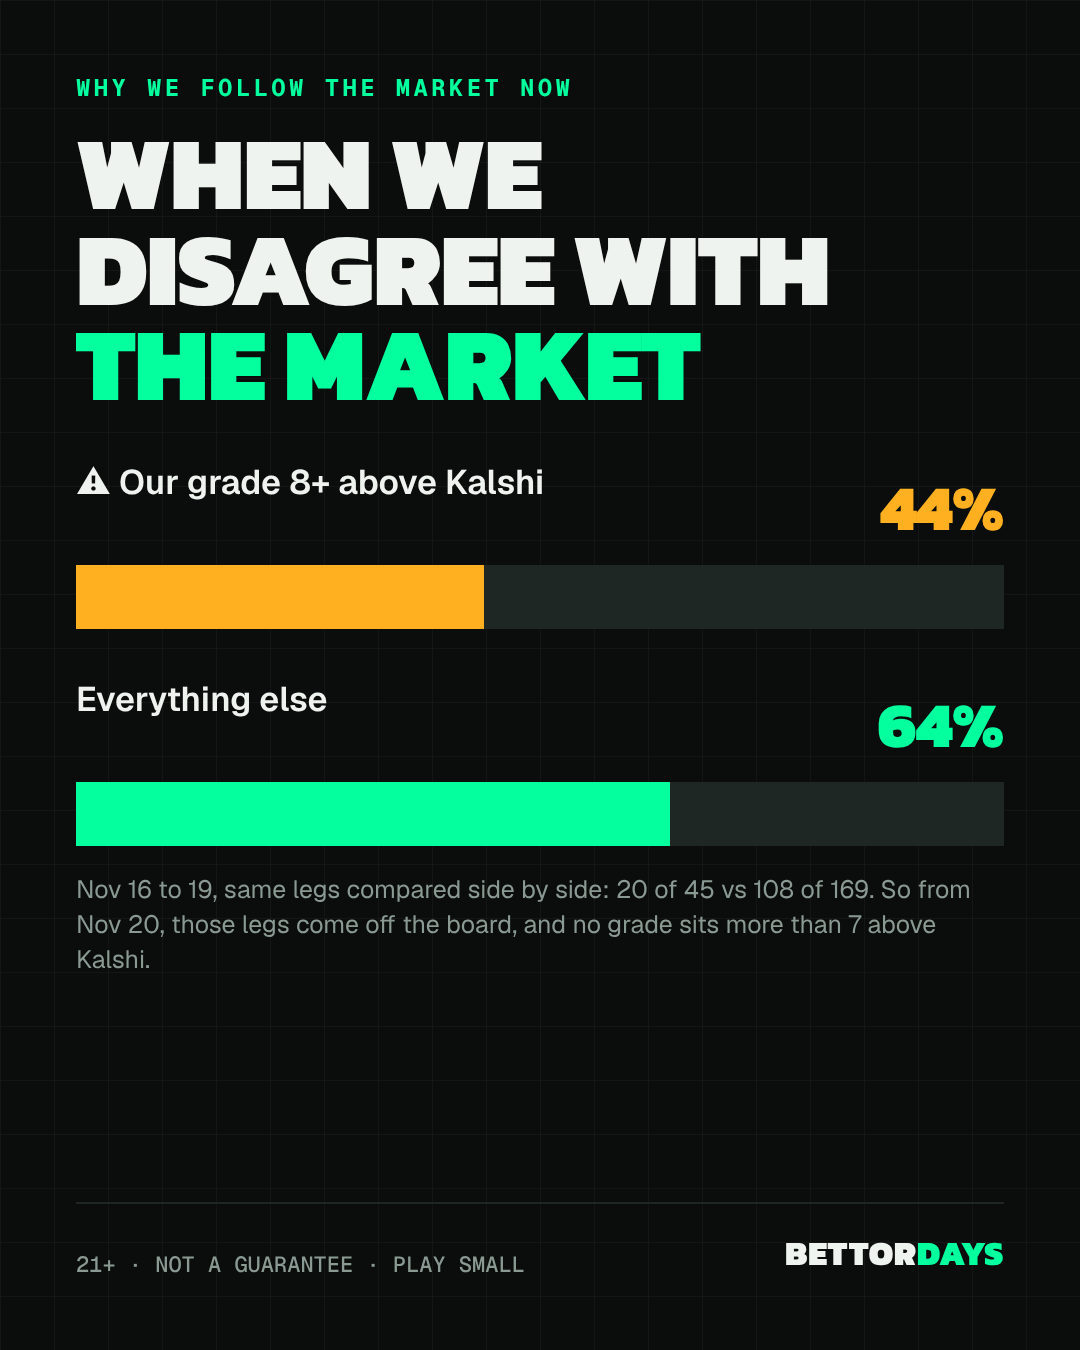 WHY WE FOLLOW THE MARKET NOW
WHEN WE
DISAGREE WITH
THE MARKET
⚠ Our grade 8+ above Kalshi
44%
Everything else
64%
Nov 16 to 19, same legs compared side by side: 20 of 45 vs 108 of 169. So from
Nov 20, those legs come off the board, and no grade sits more than 7 above
Kalshi.
21+ · NOT A GUARANTEE · PLAY SMALL
BETTORDAYS